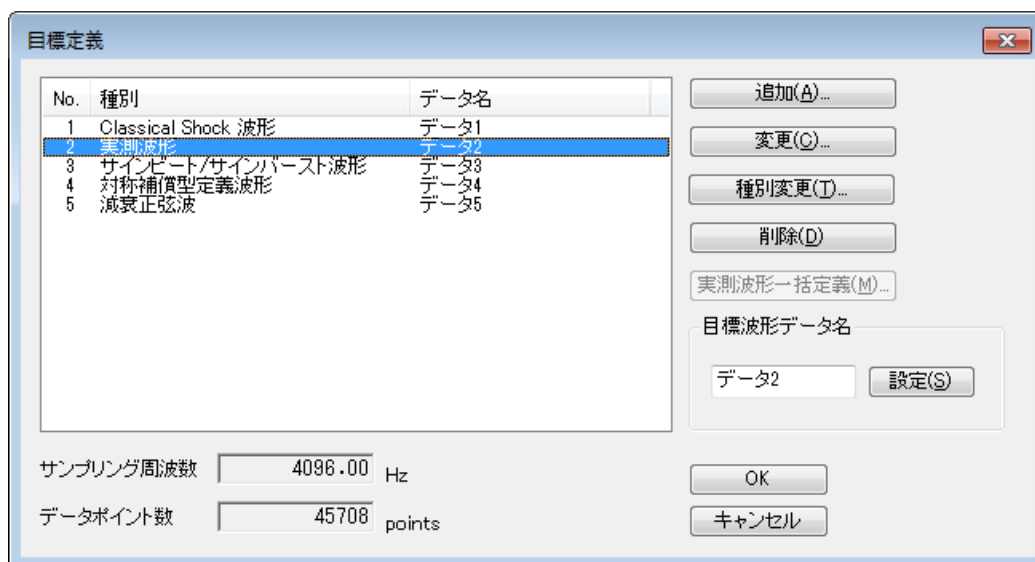 目標定義
No. 種別 データ名
1 Classical Shock 波形 データ1
2 実測波形 データ2
3 サインビート/サインバースト波形 データ3
4 対称補償型定義波形 データ4
5 減衰正弦波 データ5
追加(A)...
変更(C)...
種別変更(T)...
削除(D)
実測波形一括定義(M)...
目標波形データ名
データ2 設定(S)
サンプリング周波数 4096.00 Hz
データポイント数 45708 points
OK
キャンセル